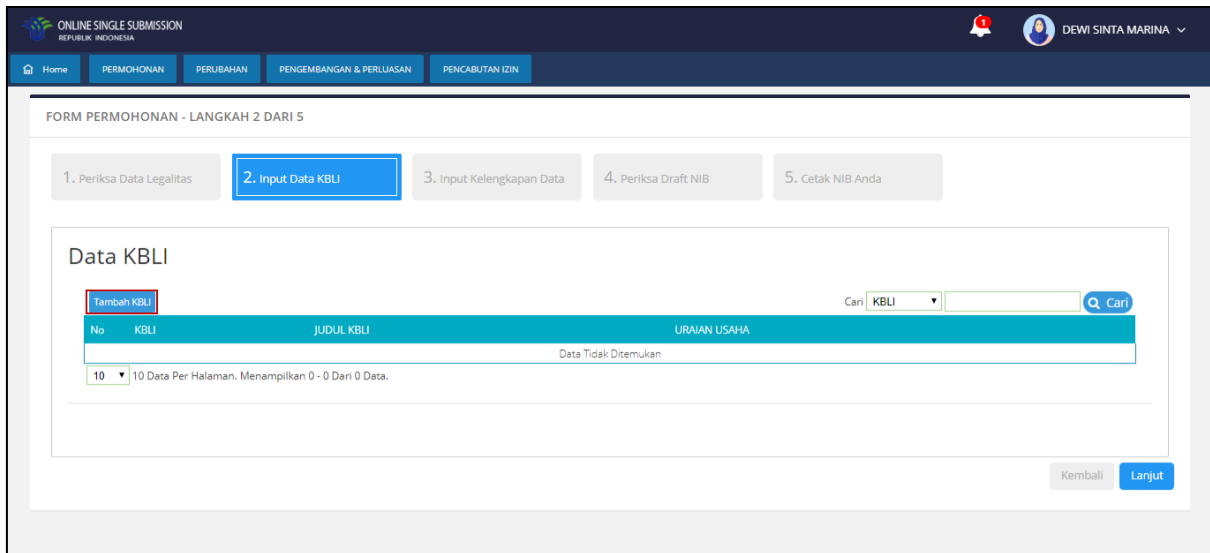 ONLINE SINGLE SUBMISSION
REPUBLIK INDONESIA
1
DEWI SINTA MARINA
Home PERMOHONAN PERUBAHAN PENGEMBANGAN & PERLUASAN PENCABUTAN IZIN
FORM PERMOHONAN - LANGKAH 2 DARI 5
1. Periksa Data Legalitas 2. Input Data KBLI 3. Input Kelengkapan Data 4. Periksa Draft NIB 5. Cetak NIB Anda
Data KBLI
Tambah KBLI Cari KBLI Cari
No KBLI JUDUL KBLI URAIAN USAHA
Data Tidak Ditemukan
10 10 Data Per Halaman. Menampilkan 0 - 0 Dari 0 Data.
Kembali Lanjut